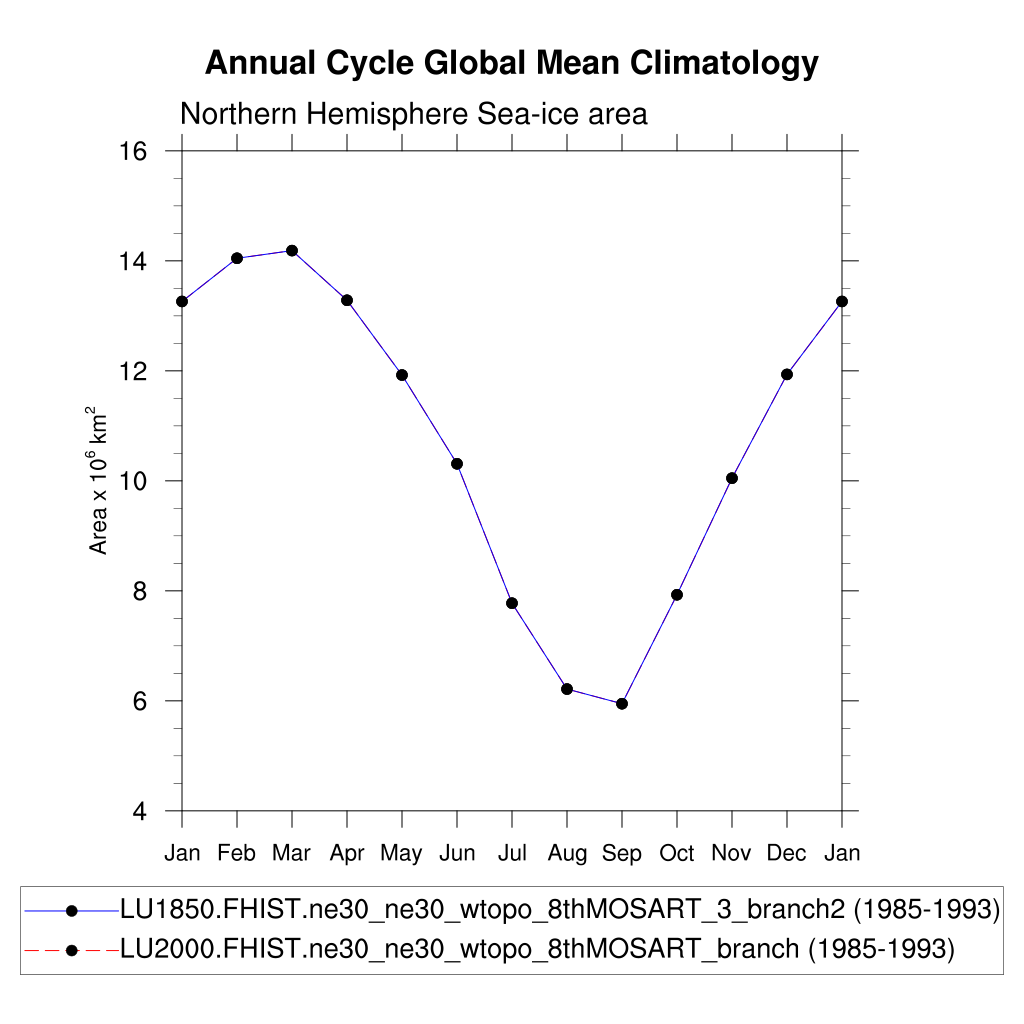 Annual Cycle Global Mean Climatology
Northern Hemisphere Sea-ice area
16
14
12
10
8
6
4
Area x 10⁶ km²
Jan Feb Mar Apr May Jun Jul Aug Sep Oct Nov Dec Jan
LU1850.FHIST.ne30_ne30_wtopo_8thMOSART_3_branch2 (1985-1993)
LU2000.FHIST.ne30_ne30_wtopo_8thMOSART_branch (1985-1993)